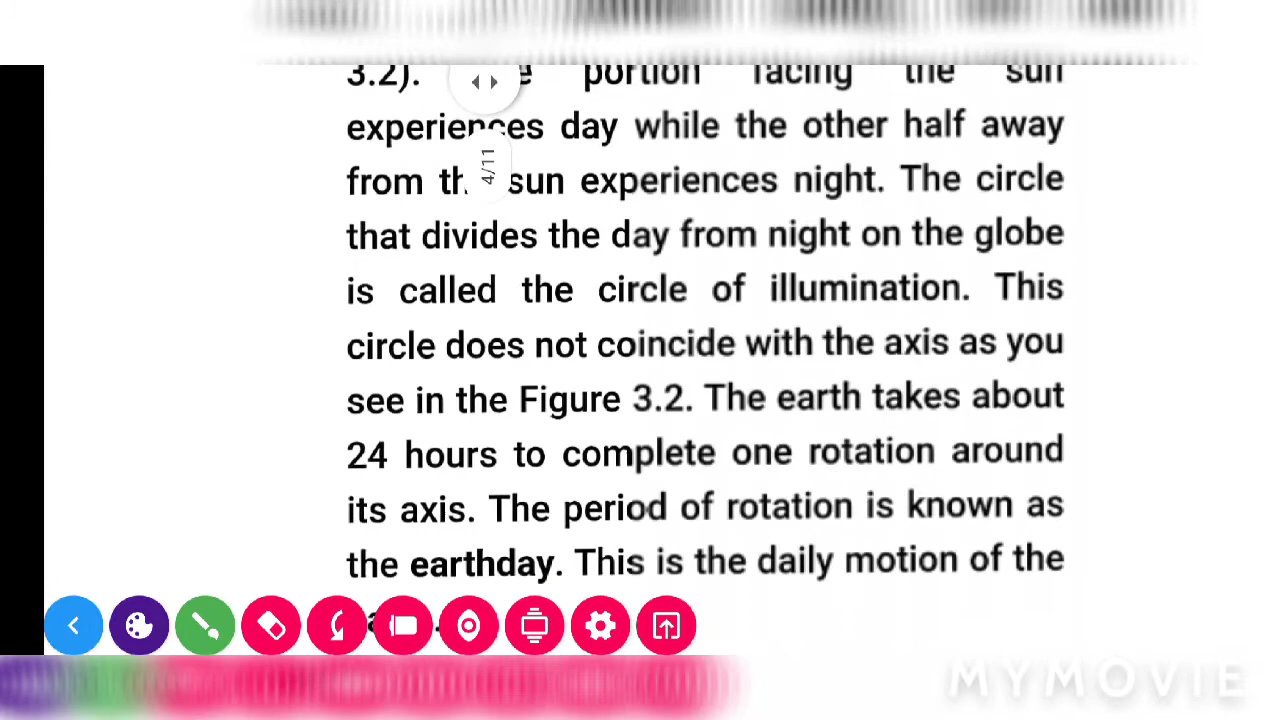 3.2). portion facing the sun
experiences day while the other half away
from sun experiences night. The circle
that divides the day from night on the globe
is called the circle of illumination. This
circle does not coincide with the axis as you
see in the Figure 3.2. The earth takes about
24 hours to complete one rotation around
its axis. The period of rotation is known as
the earthday. This is the daily motion of the
4/11
MYMOVIE